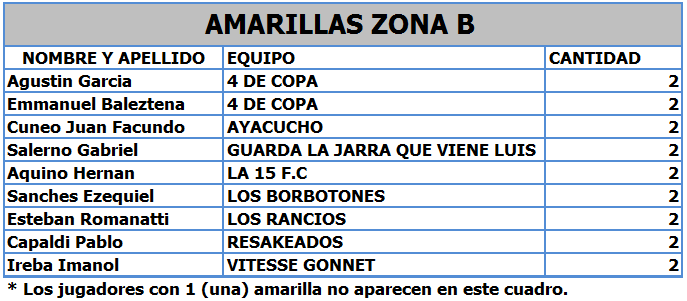 AMARILLAS ZONA B
NOMBRE Y APELLIDO EQUIPO CANTIDAD
Agustin Garcia 4 DE COPA 2
Emmanuel Baleztena 4 DE COPA 2
Cuneo Juan Facundo AYACUCHO 2
Salerno Gabriel GUARDA LA JARRA QUE VIENE LUIS 2
Aquino Hernan LA 15 F.C 2
Sanches Ezequiel LOS BORBOTONES 2
Esteban Romanatti LOS RANCIOS 2
Capaldi Pablo RESAKEADOS 2
Ireba Imanol VITESSE GONNET 2
* Los jugadores con 1 (una) amarilla no aparecen en este cuadro.